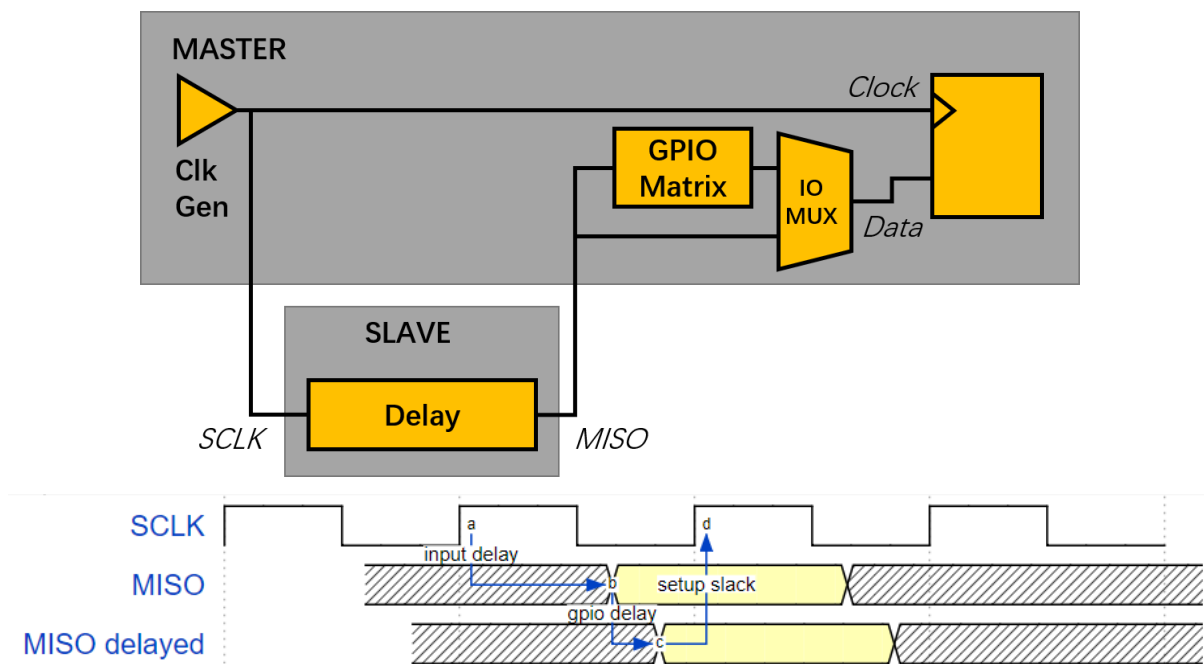 MASTER
Clk
Gen
Clock
GPIO
Matrix
IO
MUX
Data
SLAVE
Delay
SCLK
MISO
SCLK
a
d
input delay
MISO
b
setup slack
gpio delay
MISO delayed
c